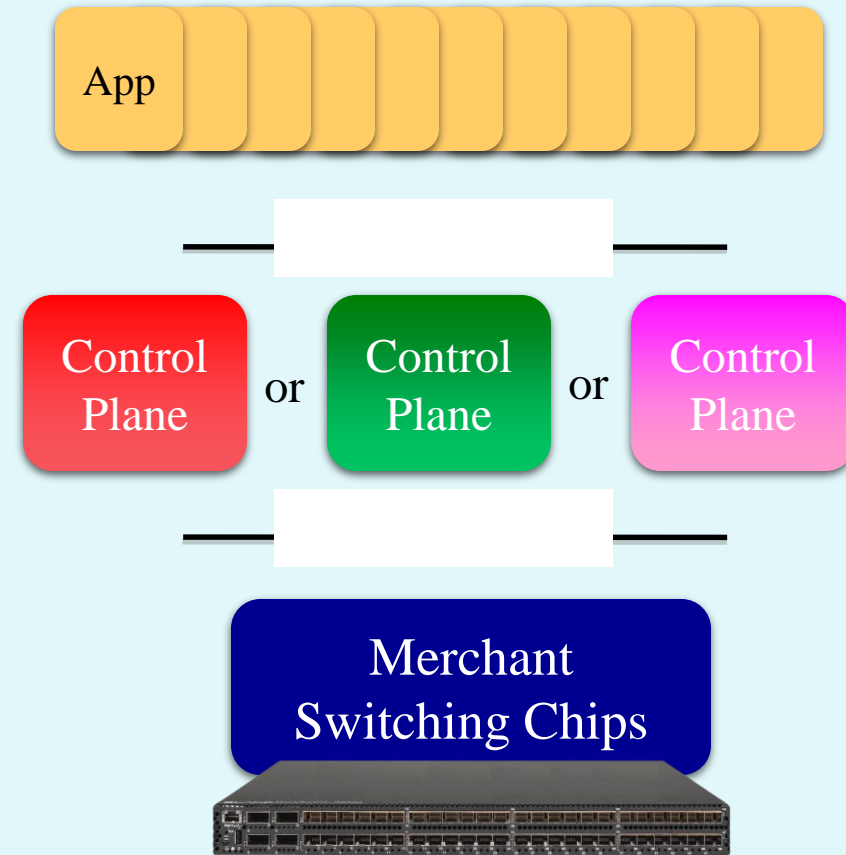 App
Control
Plane
or
Control
Plane
or
Control
Plane
Merchant
Switching Chips